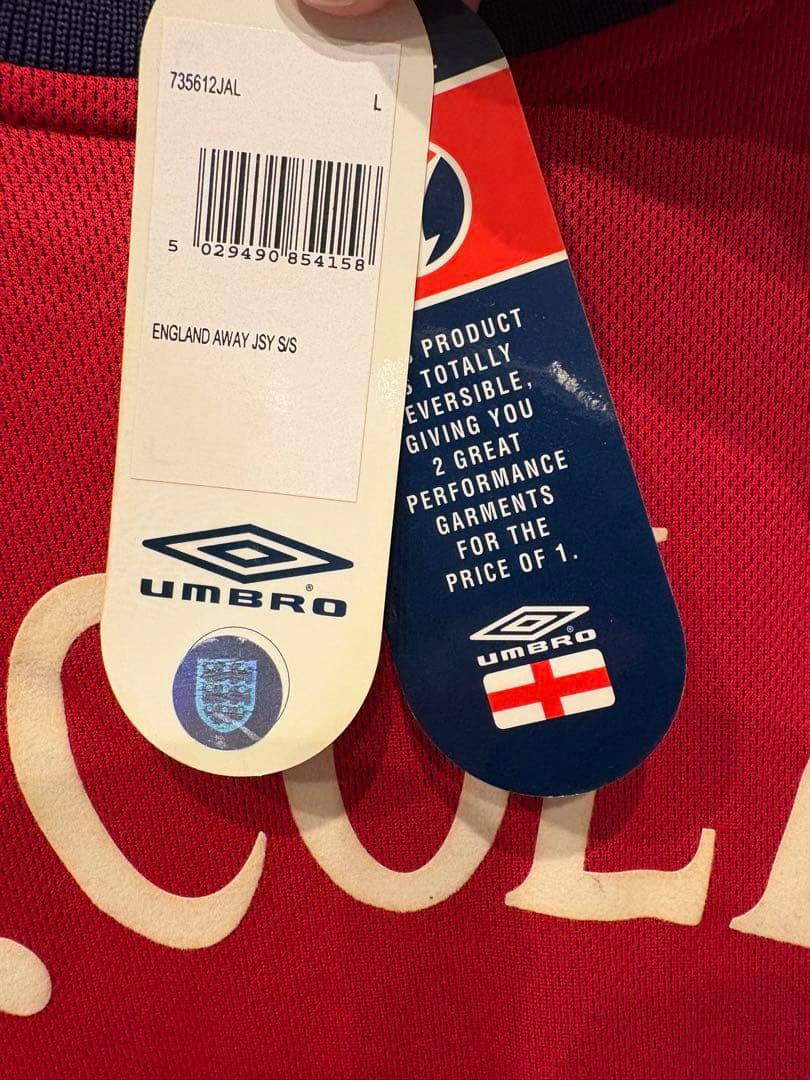 735612JAL
L
5 029490 854158
ENGLAND AWAY JSY S/S
UMBRO®
PRODUCT
TOTALLY
EVERSIBLE,
GIVING YOU
2 GREAT
PERFORMANCE
GARMENTS
FOR THE
PRICE OF 1.
UMBRO®
.COL